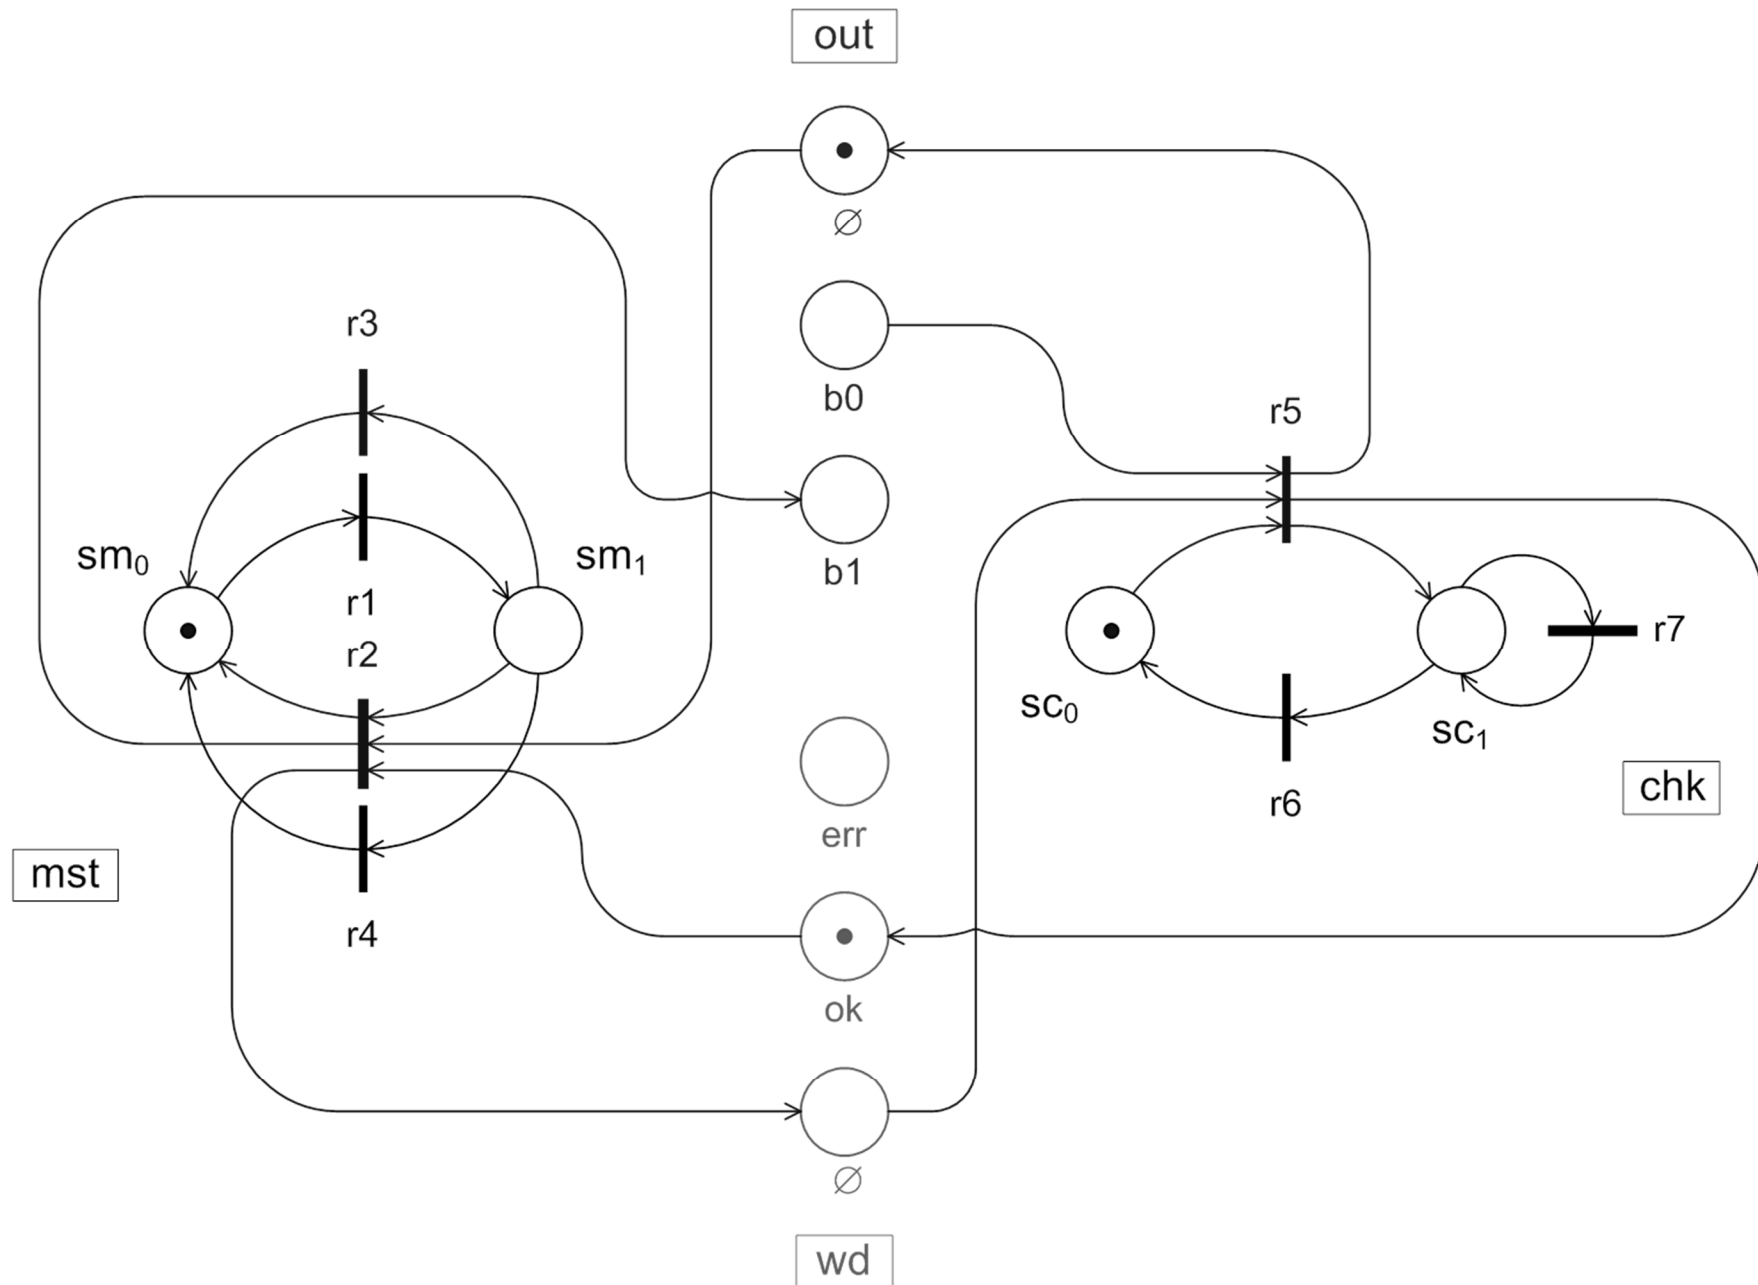 out
∅
b0
b1
r3
sm₀
sm₁
r1
r2
r4
mst
err
ok
∅
wd
r5
r7
sc₀
sc₁
r6
chk